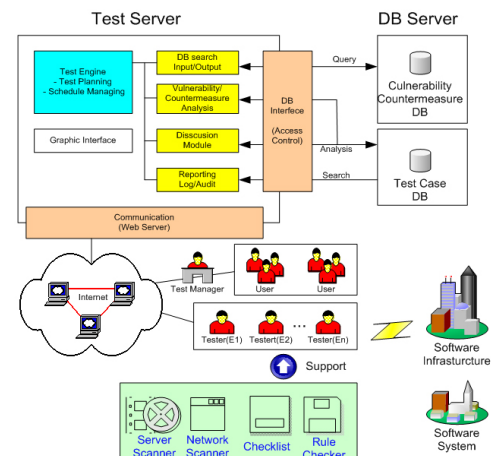 Test Server
DB Server
Test Engine
- Test Planning
- Schedule Managing
DB search
Input/Output
Vulnerability/
Countermeasure
Analysis
Disscusion
Module
Reporting
Log/Audit
Graphic Interface
DB
Intefece
(Access
Control)
Query
Analysis
Search
Culnerability
Countermeasure
DB
Test Case
DB
Communication
(Web Server)
Internet
Test Manager
User
User
Tester(E1)
Testert(E2)
...
Tester(En)
Support
Software
Infrasturcture
Software
System
Server
Scanner
Network
Scanner
Checklist
Rule
Checker